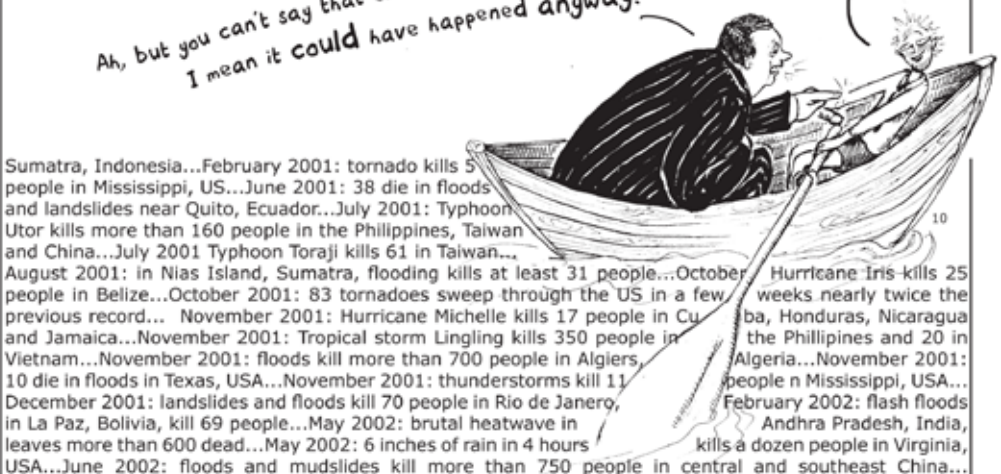 Ah, but you can't say that
I mean it could have happened anyway.
Sumatra, Indonesia...February 2001: tornado kills 5
people in Mississippi, US...June 2001: 38 die in floods
and landslides near Quito, Ecuador...July 2001: Typhoon
Utor kills more than 160 people in the Philippines, Taiwan
and China...July 2001 Typhoon Toraji kills 61 in Taiwan...
10
August 2001: in Nias Island, Sumatra, flooding kills at least 31 people...October Hurricane Iris kills 25
people in Belize...October 2001: 83 tornadoes sweep through the US in a few weeks nearly twice the
previous record... November 2001: Hurricane Michelle kills 17 people in Cu ba, Honduras, Nicaragua
and Jamaica...November 2001: Tropical storm Lingling kills 350 people in the Phillipines and 20 in
Vietnam...November 2001: floods kill more than 700 people in Algiers, Algeria...November 2001:
10 die in floods in Texas, USA...November 2001: thunderstorms kill 11 people n Mississippi, USA...
December 2001: landslides and floods kill 70 people in Rio de Janero, February 2002: flash floods
in La Paz, Bolivia, kill 69 people...May 2002: brutal heatwave in Andhra Pradesh, India,
leaves more than 600 dead...May 2002: 6 inches of rain in 4 hours kills a dozen people in Virginia,
USA...June 2002: floods and mudslides kill more than 750 people in central and southeast China...